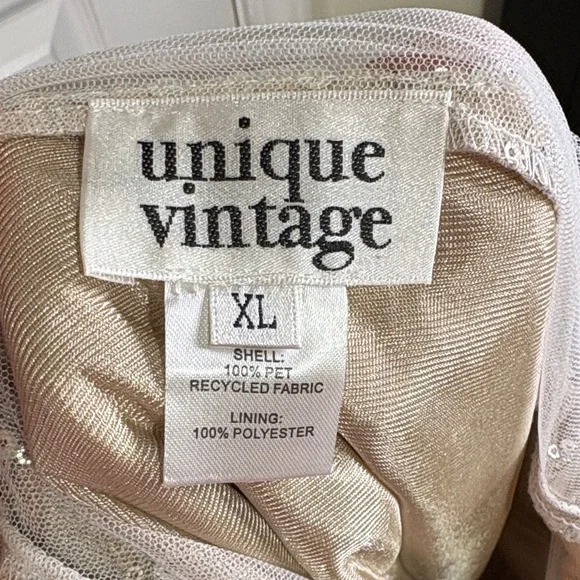 unique
vintage
XL
SHELL:
100% PET
RECYCLED FABRIC
LINING:
100% POLYESTER